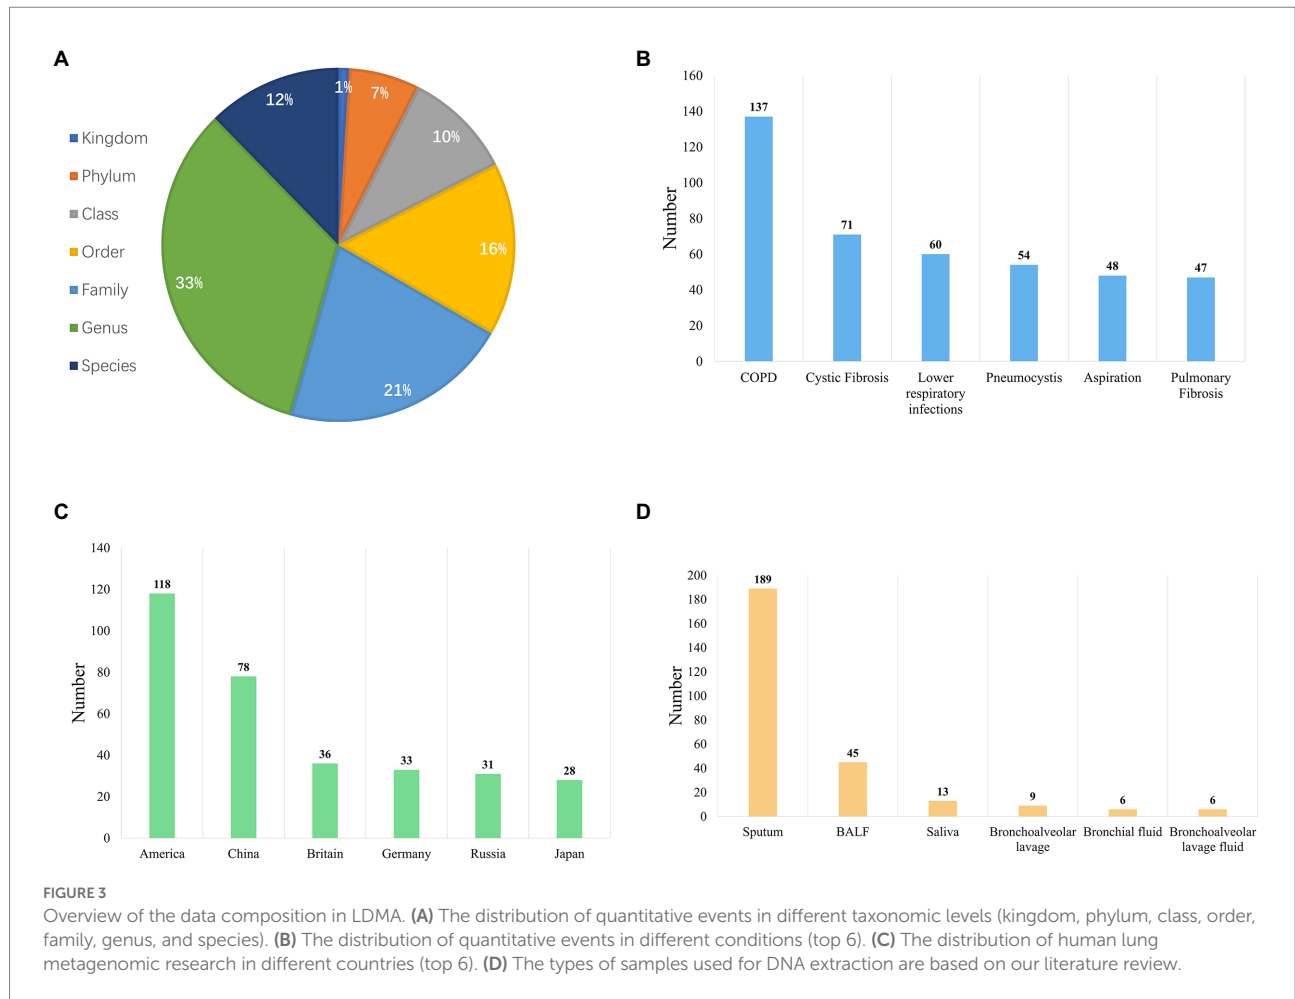 A
1%
7%
10%
16%
21%
33%
12%
Kingdom
Phylum
Class
Order
Family
Genus
Species
B
Number
160
140
120
100
80
60
40
20
0
137
71
60
54
48
47
COPD
Cystic Fibrosis
Lower
respiratory
infections
Pneumocystis
Aspiration
Pulmonary
Fibrosis
C
Number
140
120
100
80
60
40
20
0
118
78
36
33
31
28
America
China
Britain
Germany
Russia
Japan
D
Number
200
180
160
140
120
100
80
60
40
20
0
189
45
13
9
6
6
Sputum
BALF
Saliva
Bronchoalveolar
lavage
Bronchial fluid
Bronchoalveolar
lavage fluid
FIGURE 3
Overview of the data composition in LDMA. (A) The distribution of quantitative events in different taxonomic levels (kingdom, phylum, class, order,
family, genus, and species). (B) The distribution of quantitative events in different conditions (top 6). (C) The distribution of human lung
metagenomic research in different countries (top 6). (D) The types of samples used for DNA extraction are based on our literature review.